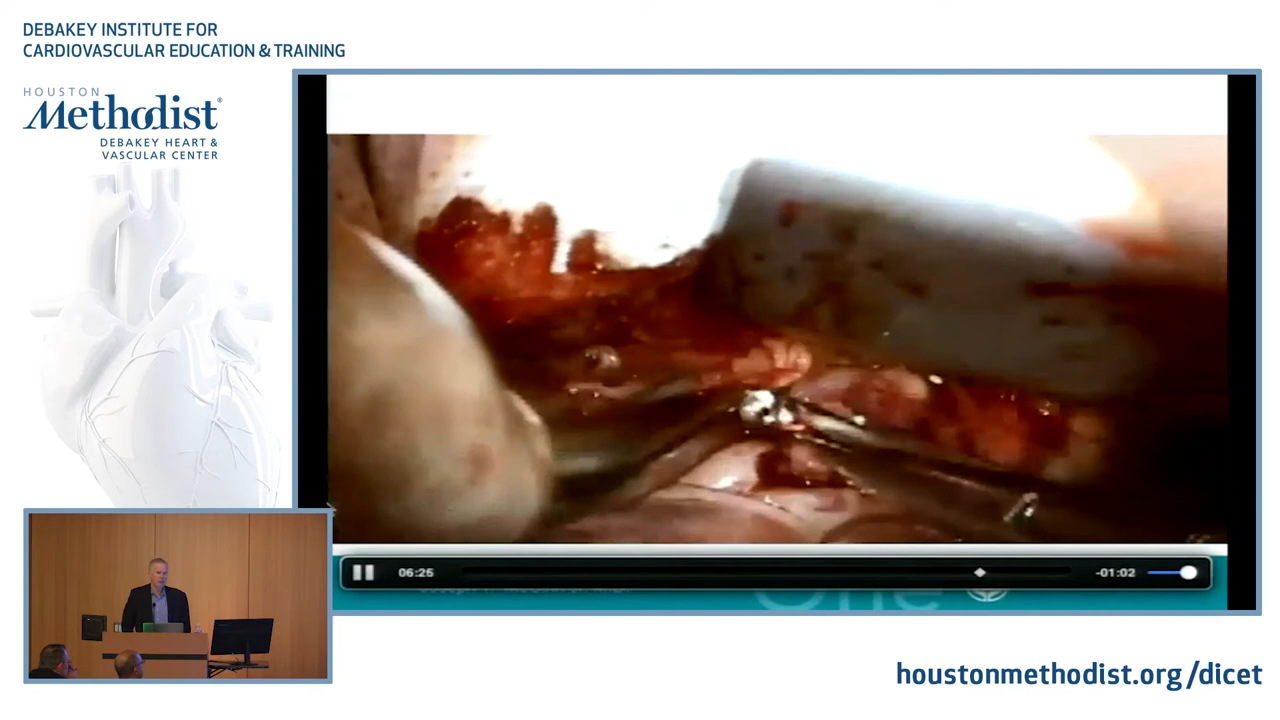 DEBAKEY INSTITUTE FOR
CARDIOVASCULAR EDUCATION & TRAINING
HOUSTON
Methodist®
DEBAKEY HEART &
VASCULAR CENTER
06:25
-01:02
One
houstonmethodist.org/dicet